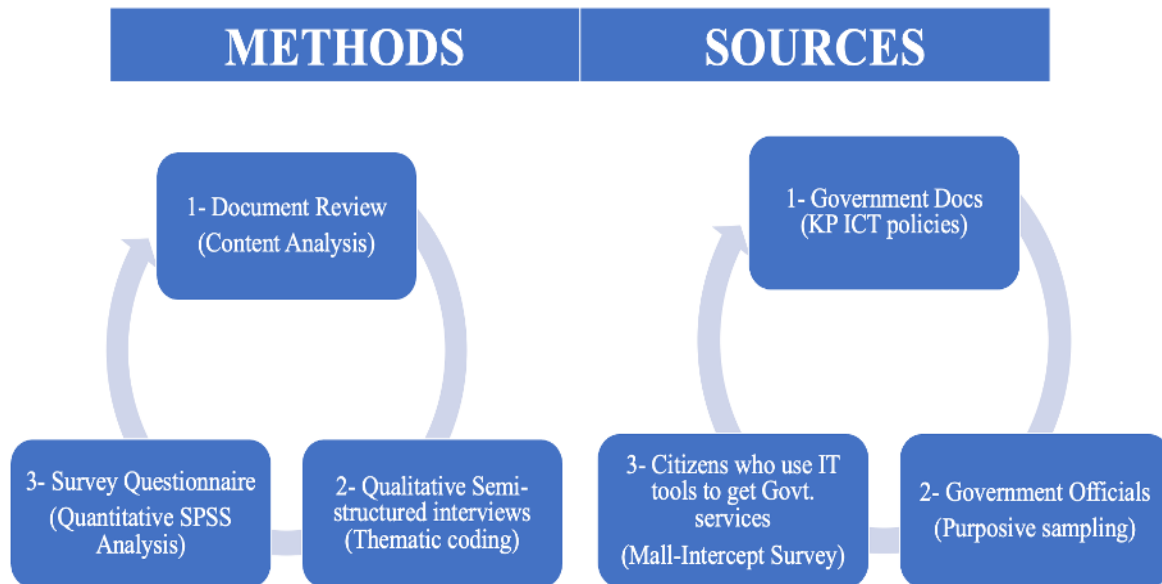 METHODS
SOURCES
1- Document Review
(Content Analysis)
2- Qualitative Semi-
structured interviews
(Thematic coding)
3- Survey Questionnaire
(Quantitative SPSS
Analysis)
1- Government Docs
(KP ICT policies)
2- Government Officials
(Purposive sampling)
3- Citizens who use IT
tools to get Govt.
services
(Mall-Intercept Survey)